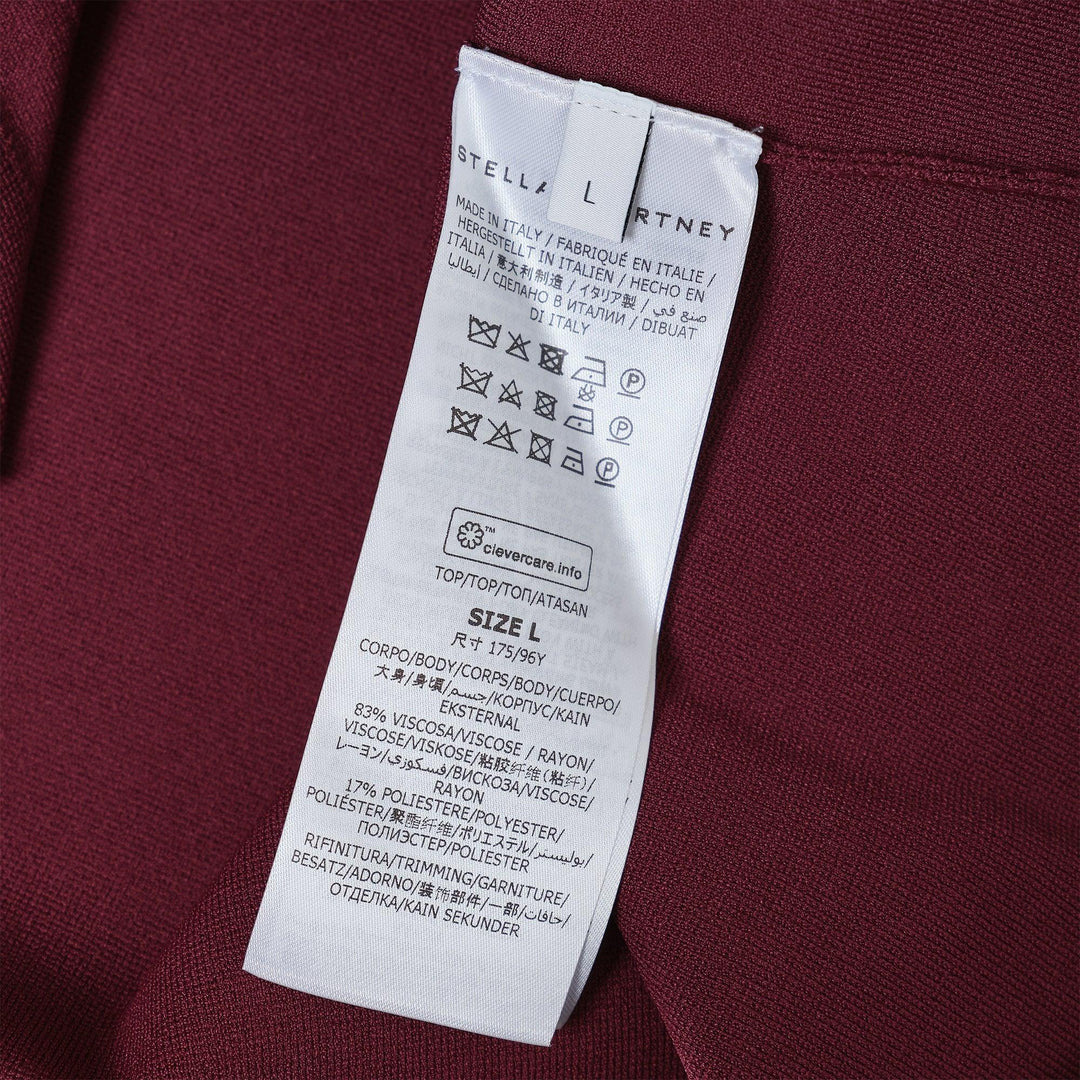 L
STELLA RTNEY
MADE IN ITALY / FABRIQUÉ EN ITALIE /
HERGESTELLT IN ITALIEN / HECHO EN
ITALIA / 意大利制造 / イタリア製 / صنع في
إيطاليا / СДЕЛАНО В ИТАЛИИ / DIBUAT
DI ITALY
P
P
P
™
clevercare.info
TOP/TOP/ТОП/ATASAN
SIZE L
尺寸 175/96Y
CORPO/BODY/CORPS/BODY/CUERPO/
大身/身頃/جسم/КОРПУС/KAIN
EKSTERNAL
83% VISCOSA/VISCOSE / RAYON/
VISCOSE/VISKOSE/粘胶纤维(粘纤)/
レーヨン/فسكوزي/ВИСКОЗА/VISCOSE/
RAYON
17% POLIESTERE/POLYESTER/
POLIÉSTER/聚酯纤维/ポリエステル/بوليستر/
ПОЛИЭСТЕР/POLIESTER
RIFINITURA/TRIMMING/GARNITURE/
BESATZ/ADORNO/装饰部件/一部/حافات/
ОТДЕЛКА/KAIN SEKUNDER